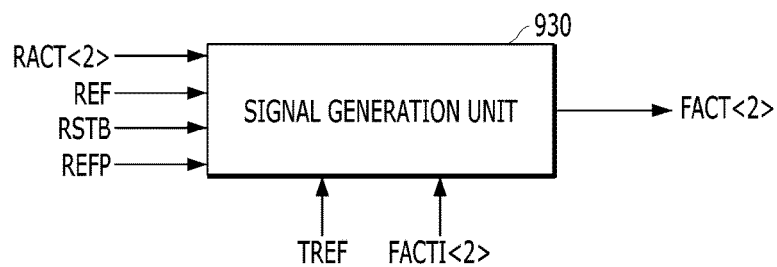 930
RACT<2>
REF
RSTB
REFP
SIGNAL GENERATION UNIT
FACT<2>
TREF
FACTI<2>